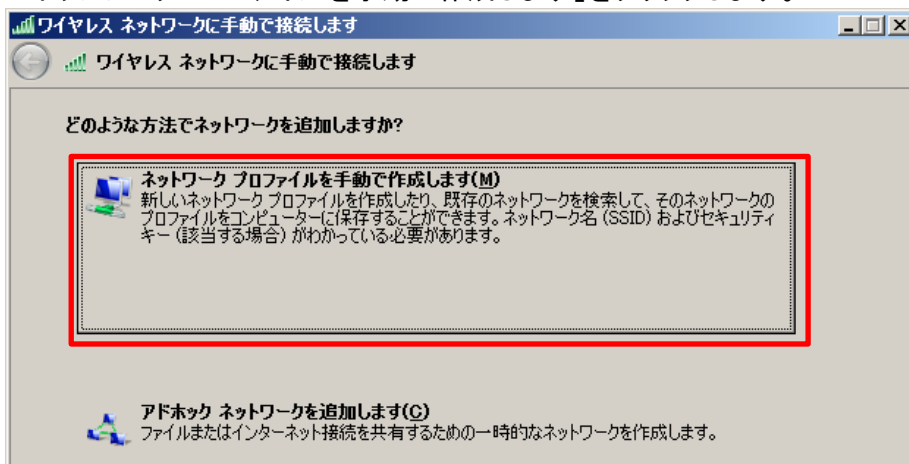 ワイヤレス ネットワークに手動で接続します
ワイヤレス ネットワークに手動で接続します
どのような方法でネットワークを追加しますか?
ネットワーク プロファイルを手動で作成します(M)
新しいネットワーク プロファイルを作成したり、既存のネットワークを検索して、そのネットワークの
プロファイルをコンピューターに保存することができます。ネットワーク名 (SSID) およびセキュリティ
キー (該当する場合) がわかっている必要があります。
アドホック ネットワークを追加します(C)
ファイルまたはインターネット接続を共有するための一時的なネットワークを作成します。